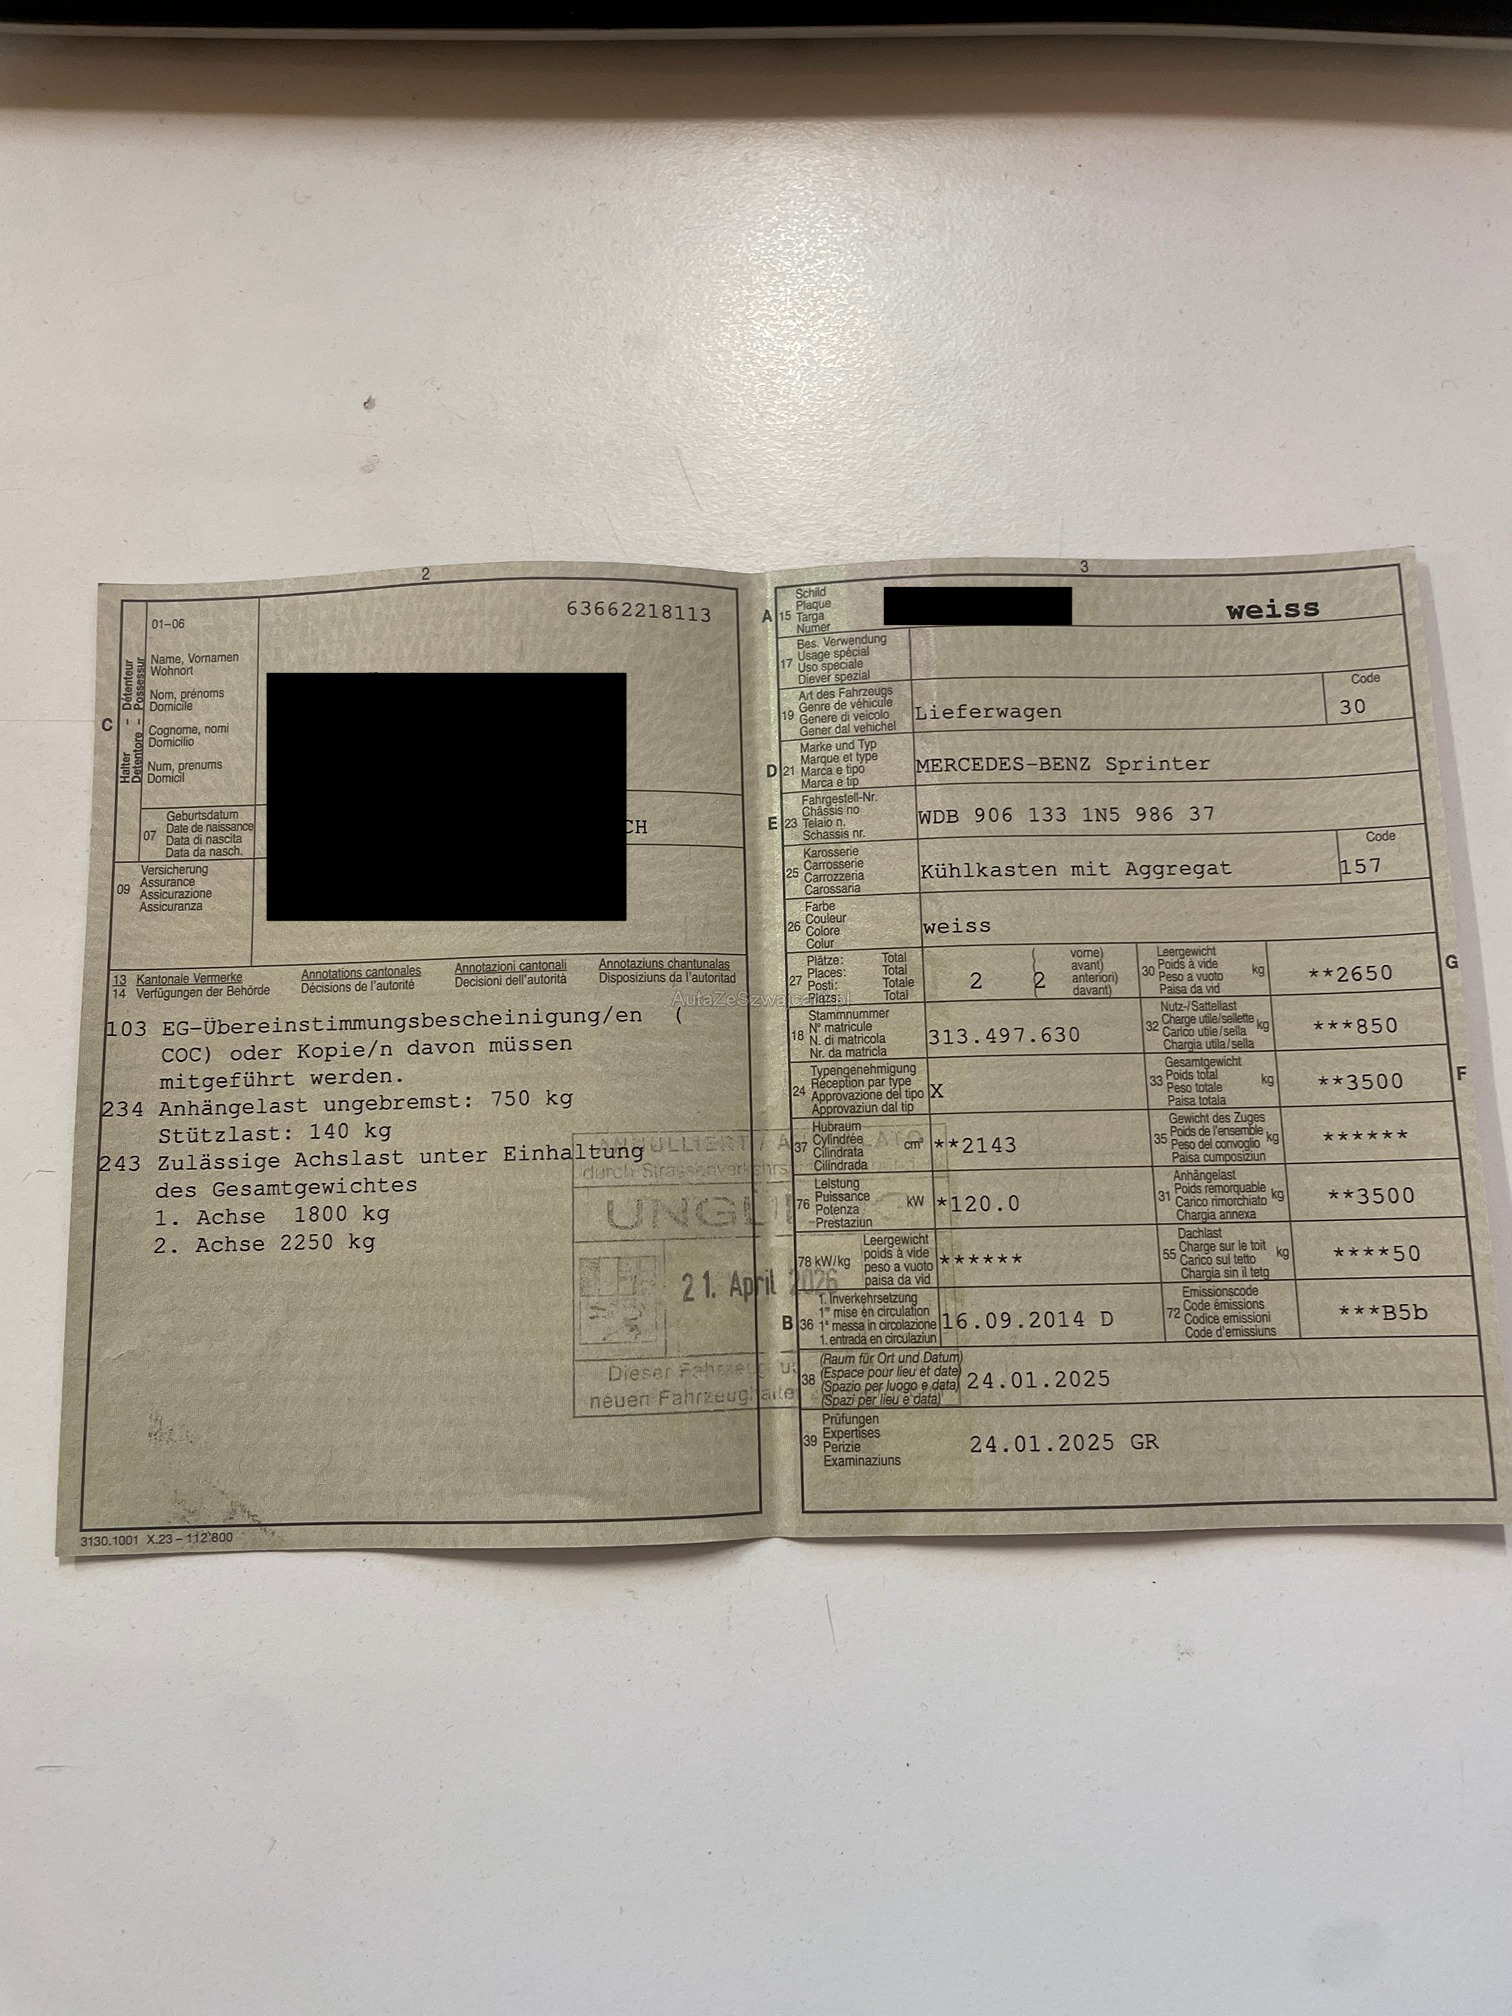 2
01-06
63662218113
C
Halter - Détenteur
Detentore - Possessur
Name, Vornamen
Wohnort
Nom, prénoms
Domicile
Cognome, nomi
Domicilio
Num, prenums
Domicil
07
Geburtsdatum
Date de naissance
Data di nascita
Data da nasch.
CH
09
Versicherung
Assurance
Assicurazione
Assicuranza
13 Kantonale Vermerke Annotations cantonales Annotazioni cantonali Annotaziuns chantunalas
14 Verfügungen der Behörde Décisions de l'autorité Decisioni dell'autorità Disposiziuns da l'autoritad
103 EG-Übereinstimmungsbescheinigung/en (
COC) oder Kopie/n davon müssen
mitgeführt werden.
234 Anhängelast ungebremst: 750 kg
Stützlast: 140 kg
243 Zulässige Achslast unter Einhaltung
des Gesamtgewichtes
1. Achse 1800 kg
2. Achse 2250 kg
ANNULLIERT /
durch
21. April 2026
Dieser
neuen
3130.1001 X.23 – 112'800
3
A 15
Schild
Plaque
Targa
Numer
weiss
17
Bes. Verwendung
Usage spécial
Uso speciale
Diever spezial
19
Art des Fahrzeugs
Genre de véhicule
Genere di veicolo
Gener dal vehichel
Lieferwagen
Code
30
D 21
Marke und Typ
Marque et type
Marca e tipo
Marca e tip
MERCEDES-BENZ Sprinter
E 23
Fahrgestell-Nr.
Châssis no
Telaio n.
Schassis nr.
WDB 906 133 1N5 986 37
25
Karosserie
Carrosserie
Carrozzeria
Carossaria
Kühlkasten mit Aggregat
Code
157
26
Farbe
Couleur
Colore
Colur
weiss
27
Plätze: Total
Places: Total
Posti: Totale
Plazs: Total
2 ( 2
vorne)
avant)
anteriori)
davant)
30
Leergewicht
Poids à vide
Peso a vuoto
Paisa da vid
kg
**2650
G
AutaZeSzwajcarii.pl
18
Stammnummer
N° matricule
N. di matricola
Nr. da matricla
313.497.630
32
Nutz-/Sattellast
Charge utile/sellette
Carico utile/sella
Chargia utila/sella
kg
***850
24
Typengenehmigung
Réception par type
Approvazione del tipo
Approvaziun dal tip
X
33
Gesamtgewicht
Poids total
Peso totale
Paisa totala
kg
**3500
F
37
Hubraum
Cylindrée
Cilindrata
Cilindrada
cm³
**2143
35
Gewicht des Zuges
Poids de l'ensemble
Peso del convoglio
Paisa cumposiziun
kg
******
76
Leistung
Puissance
Potenza
Prestaziun
kW
*120.0
31
Anhängelast
Poids remorquable
Carico rimorchiato
Chargia annexa
kg
**3500
78 kW/kg
Leergewicht
poids à vide
peso a vuoto
paisa da vid
******
55
Dachlast
Charge sur le toit
Carico sul tetto
Chargia sin il tetg
kg
****50
B 36
1. Inverkehrsetzung
1re mise en circulation
1a messa in circolazione
1. entrada en circulaziun
16.09.2014 D
72
Emissionscode
Code émissions
Codice emissioni
Code d'emissiuns
***B5b
38
(Raum für Ort und Datum)
(Espace pour lieu et date)
(Spazio per luogo e data)
(Spazi per lieu e data)
24.01.2025
39
Prüfungen
Expertises
Perizie
Examinaziuns
24.01.2025 GR